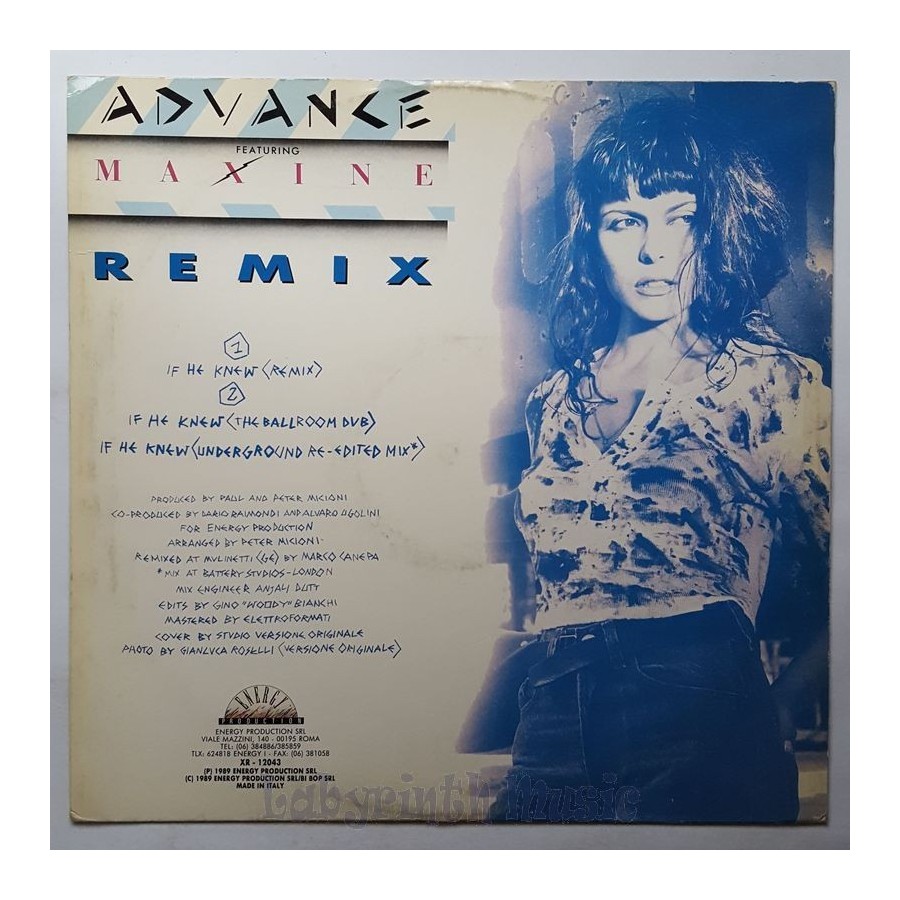 ADVANCE
FEATURING
MAXINE
REMIX
1
IF HE KNEW (REMIX)
2
IF HE KNEW (THE BALLROOM DUB)
IF HE KNEW (UNDERGROUND RE-EDITED MIX*)
PRODUCED BY PAUL AND PETER MICIONI
CO-PRODUCED BY DARIO RAIMONDI AND ALVARO UGOLINI
FOR ENERGY PRODUCTION
ARRANGED BY PETER MICIONI
REMIXED AT MULINETTI (GE) BY MARCO CANEPA
*MIX AT BATTERY STUDIOS-LONDON
MIX ENGINEER ANJALI DUTT
EDITS BY GINO "WOODY" BIANCHI
MASTERED BY ELETTROFORMATI
COVER BY STUDIO VERSIONE ORIGINALE
PHOTO BY GIANLUCA ROSELLI (VERSIONE ORIGINALE)
ENERGY
PRODUCTION
ENERGY PRODUCTION SRL
VIALE MAZZINI, 140 - 00195 ROMA
TEL: (06) 384886/385859
TLX: 624818 ENERGY I - FAX: (06) 381058
XR - 12043
(P) 1989 ENERGY PRODUCTION SRL
(C) 1989 ENERGY PRODUCTION SRL/BI BOP SRL
MADE IN ITALY
Labyrinth Music